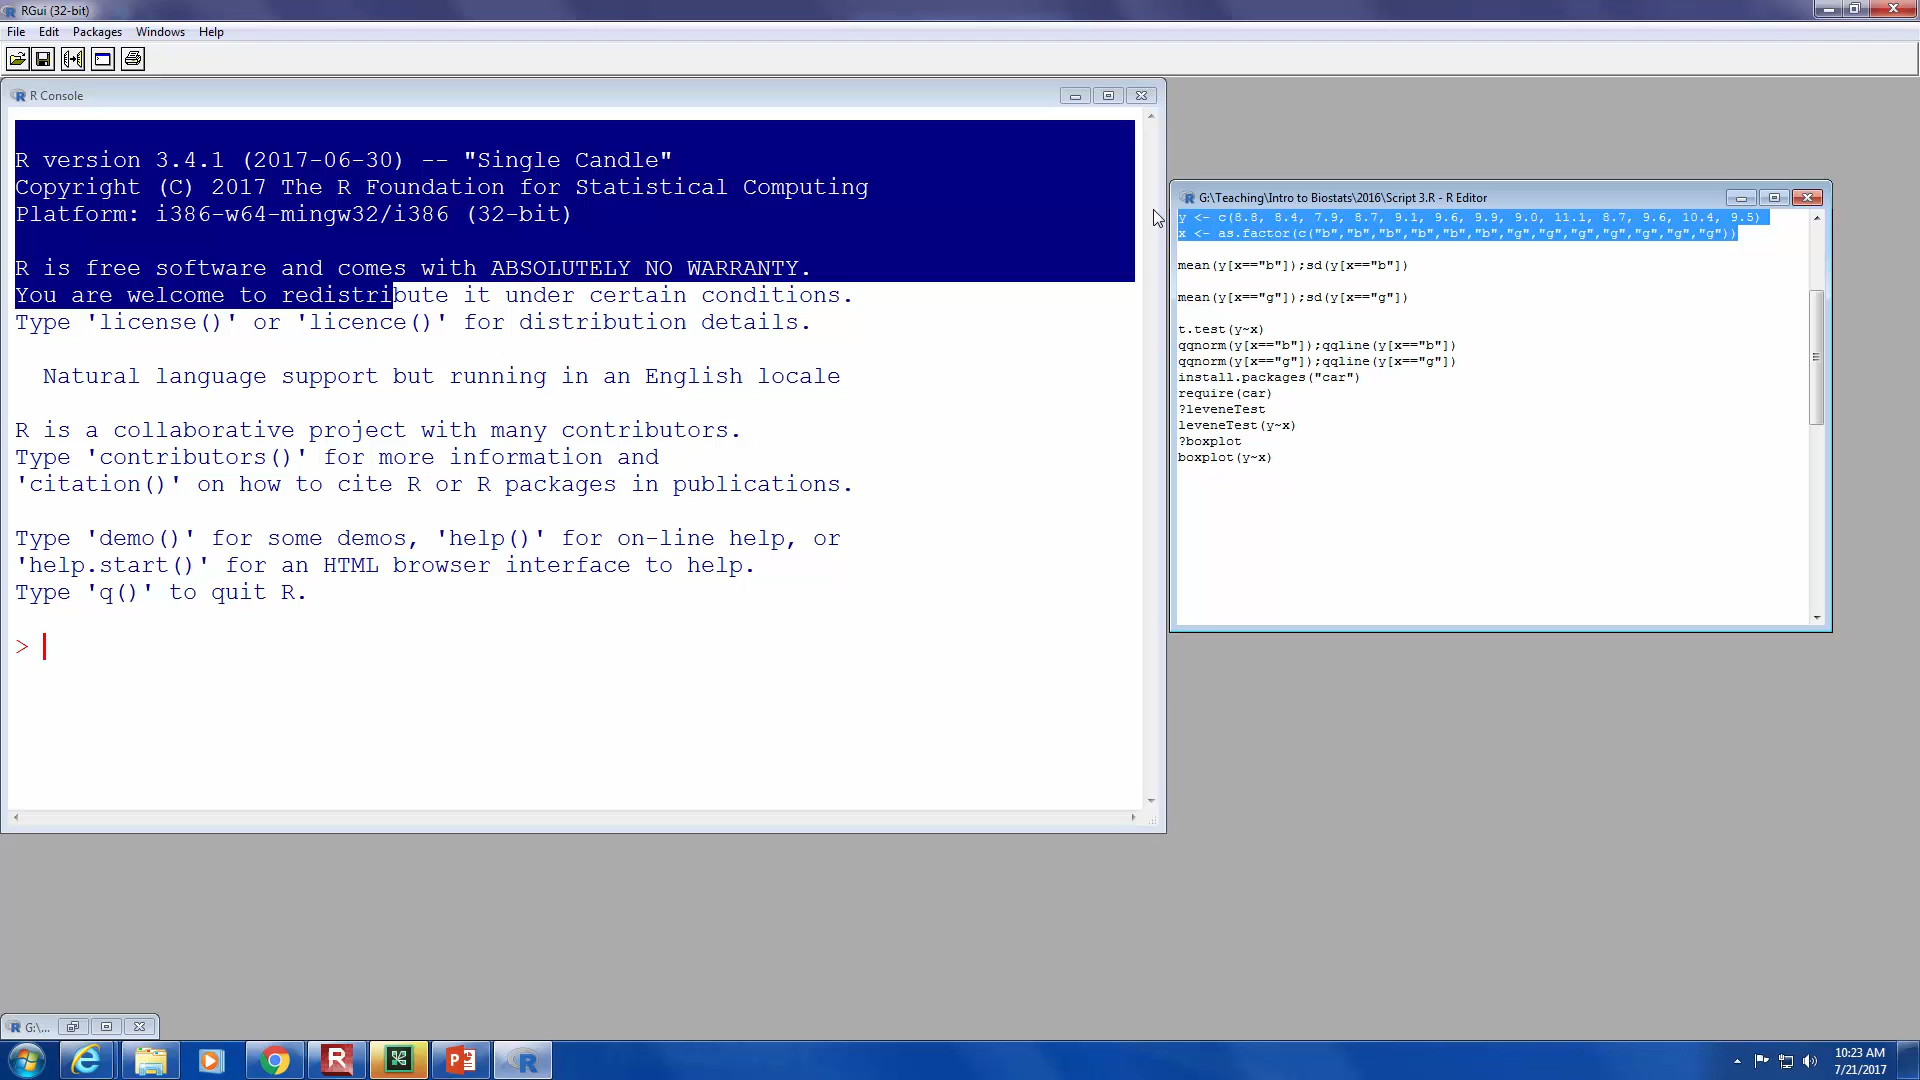 RGui (32-bit)
File Edit Packages Windows Help
R Console
R version 3.4.1 (2017-06-30) -- "Single Candle"
Copyright (C) 2017 The R Foundation for Statistical Computing
Platform: i386-w64-mingw32/i386 (32-bit)
R is free software and comes with ABSOLUTELY NO WARRANTY.
You are welcome to redistribute it under certain conditions.
Type 'license()' or 'licence()' for distribution details.
Natural language support but running in an English locale
R is a collaborative project with many contributors.
Type 'contributors()' for more information and
'citation()' on how to cite R or R packages in publications.
Type 'demo()' for some demos, 'help()' for on-line help, or
'help.start()' for an HTML browser interface to help.
Type 'q()' to quit R.
>
G:\Teaching\Intro to Biostats\2016\Script 3.R - R Editor
y <- c(8.8, 8.4, 7.9, 8.7, 9.1, 9.6, 9.9, 9.0, 11.1, 8.7, 9.6, 10.4, 9.5)
x <- as.factor(c("b","b","b","b","b","b","g","g","g","g","g","g","g"))
mean(y[x=="b"]);sd(y[x=="b"])
mean(y[x=="g"]);sd(y[x=="g"])
t.test(y~x)
qqnorm(y[x=="b"]);qqline(y[x=="b"])
qqnorm(y[x=="g"]);qqline(y[x=="g"])
install.packages("car")
require(car)
?leveneTest
leveneTest(y~x)
?boxplot
boxplot(y~x)
G:\...
10:23 AM
7/21/2017